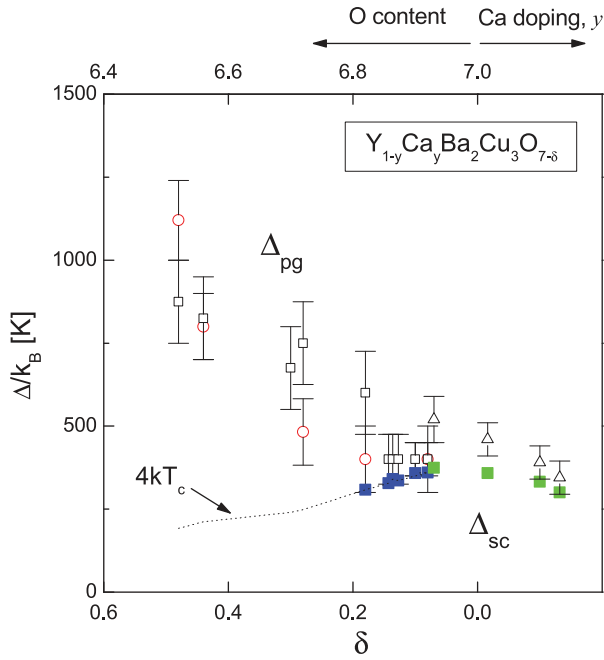 O content Ca doping, y
6.4 6.6 6.8 7.0
1500
Y1-yCayBa2Cu3O7-δ
Δpg
1000
Δ/kB [K]
500
4kTc
Δsc
0
0.6 0.4 0.2 0.0
δ